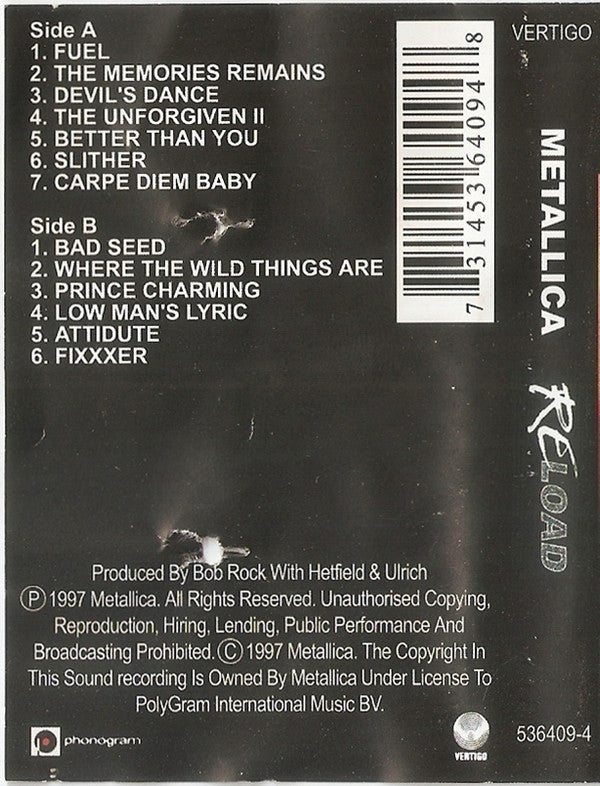 Side A
1. FUEL
2. THE MEMORIES REMAINS
3. DEVIL'S DANCE
4. THE UNFORGIVEN II
5. BETTER THAN YOU
6. SLITHER
7. CARPE DIEM BABY
Side B
1. BAD SEED
2. WHERE THE WILD THINGS ARE
3. PRINCE CHARMING
4. LOW MAN'S LYRIC
5. ATTIDUTE
6. FIXXXER
Produced By Bob Rock With Hetfield & Ulrich
Ⓟ 1997 Metallica. All Rights Reserved. Unauthorised Copying,
Reproduction, Hiring, Lending, Public Performance And
Broadcasting Prohibited. Ⓒ 1997 Metallica. The Copyright In
This Sound recording Is Owned By Metallica Under License To
PolyGram International Music BV.
phonogram
VERTIGO
7 31453 64094 8
VERTIGO
METALLICA
RELOAD
536409-4